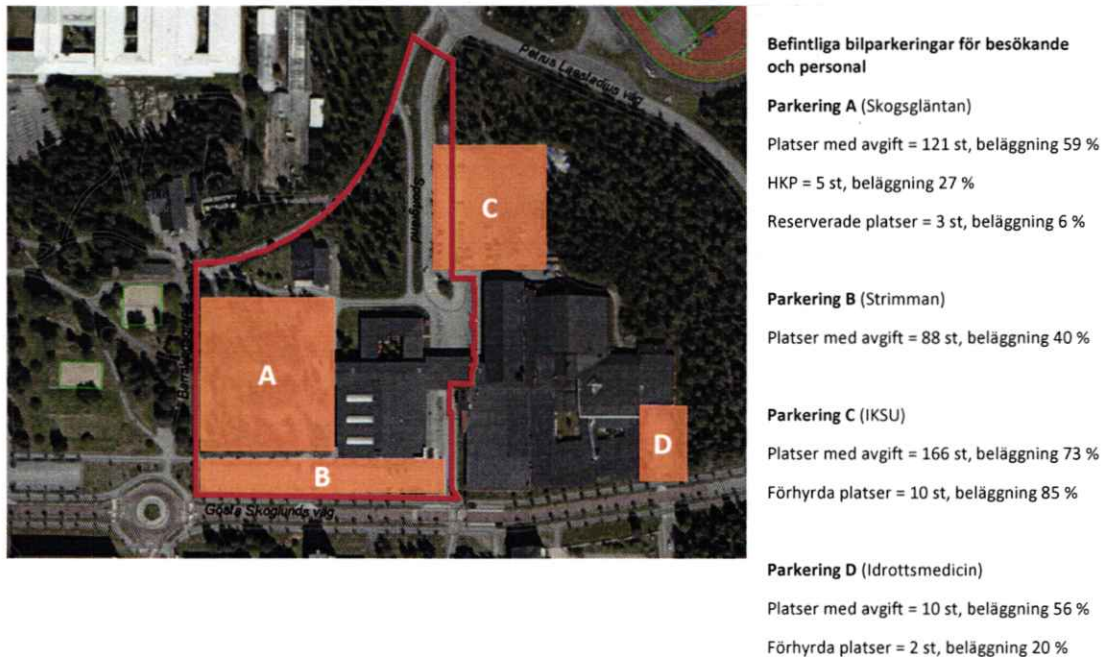 Petrus Laestadius väg
Spongränd
C
A
B
D
Gösta Skoglunds väg
Befintliga bilparkeringar för besökande
och personal
Parkering A (Skogsgläntan)
Platser med avgift = 121 st, beläggning 59 %
HKP = 5 st, beläggning 27 %
Reserverade platser = 3 st, beläggning 6 %
Parkering B (Strimman)
Platser med avgift = 88 st, beläggning 40 %
Parkering C (IKSU)
Platser med avgift = 166 st, beläggning 73 %
Förhyrda platser = 10 st, beläggning 85 %
Parkering D (Idrottsmedicin)
Platser med avgift = 10 st, beläggning 56 %
Förhyrda platser = 2 st, beläggning 20 %